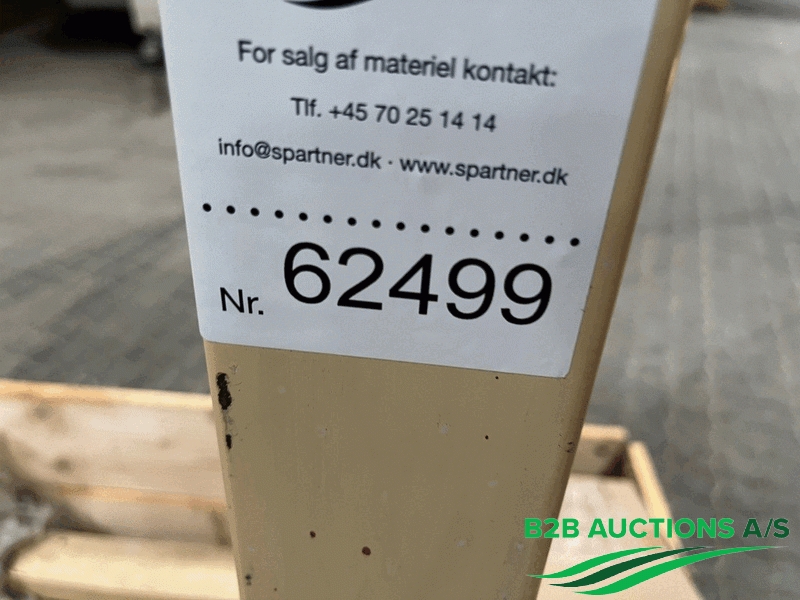 For salg af materiel kontakt:
Tlf. +45 70 25 14 14
info@spartner.dk · www.spartner.dk
Nr. 62499
B2B AUCTIONS A/S